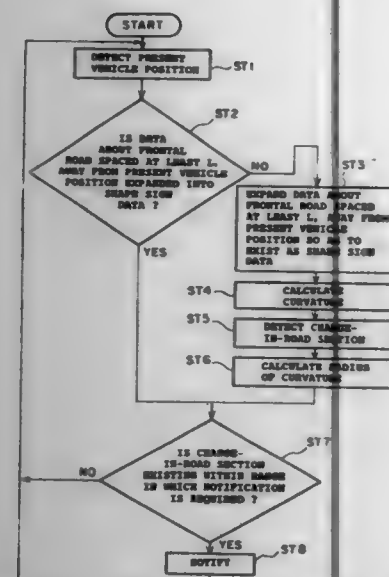 START
DETECT PRESENT
VEHICLE POSITION
ST1
ST2
IS DATA
ABOUT FRONTAL
ROAD SPACED AT LEAST L,
AWAY FROM PRESENT VEHICLE
POSITION EXPANDED INTO
SHAPE SIGN
DATA ?
NO
YES
ST3
EXPAND DATA ABOUT
FRONTAL ROAD SPACED
AT LEAST L, AWAY FROM
PRESENT VEHICLE
POSITION SO AS TO
EXIST AS SHAPE SIGN
DATA
ST4
CALCULATE
CURVATURE
ST5
DETECT CHANGE-
IN-ROAD SECTION
ST6
CALCULATE RADIUS
OF CURVATURE
ST7
IS CHANGE-
IN-ROAD SECTION
EXISTING WITHIN RANGE
IN WHICH NOTIFICATION
IS REQUIRED ?
NO
YES
NOTIFY
ST8